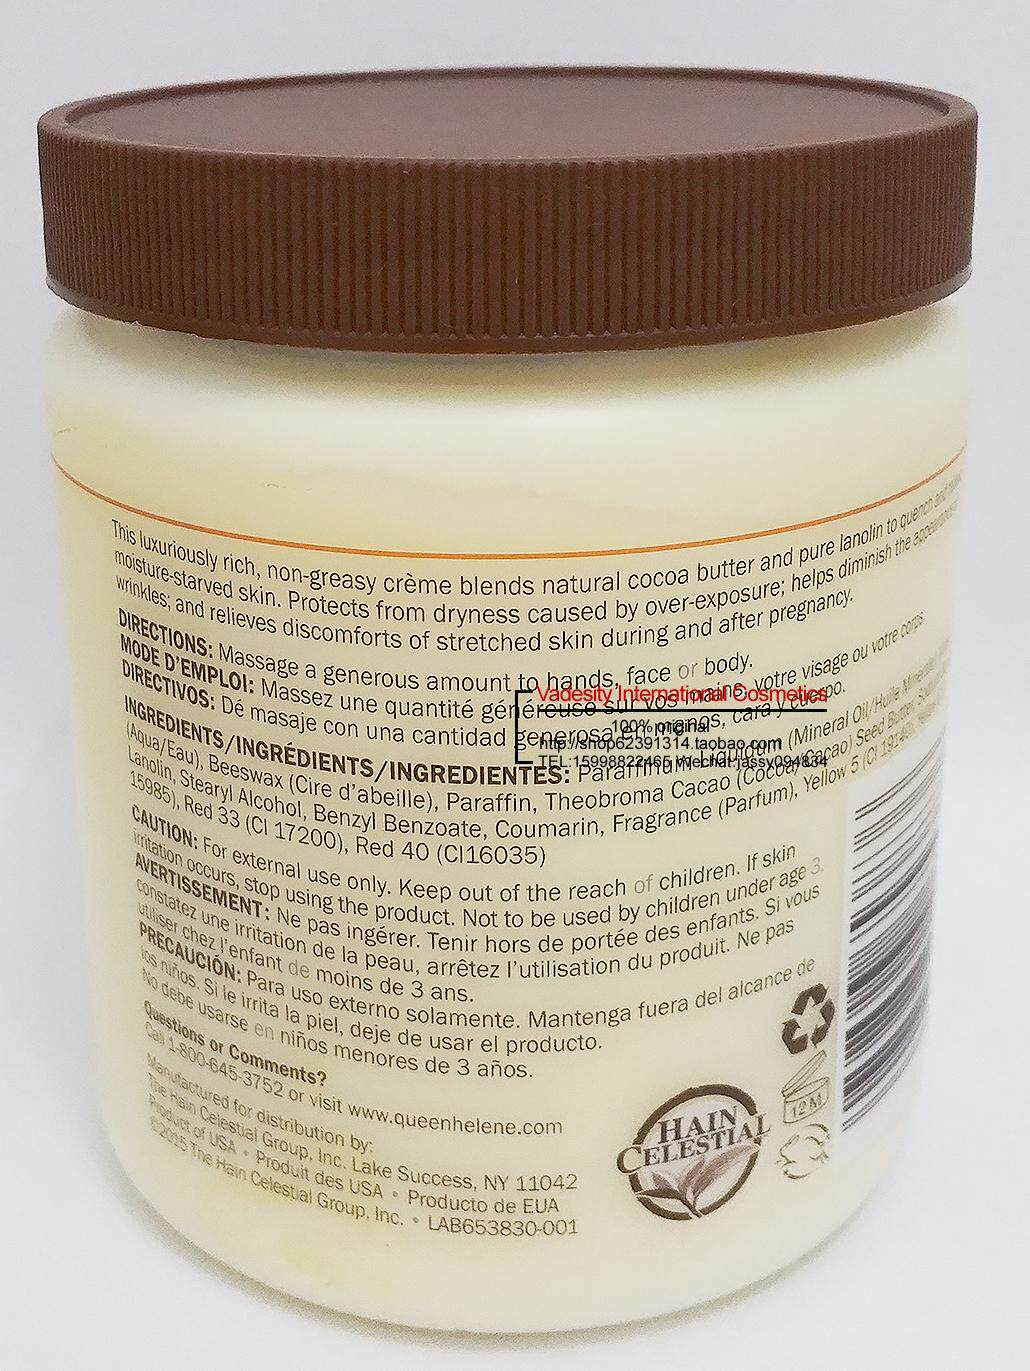 This luxuriously rich, non-greasy crème blends natural cocoa butter and pure lanolin to quench and
moisture-starved skin. Protects from dryness caused by over-exposure; helps diminish the appearance
wrinkles; and relieves discomforts of stretched skin during and after pregnancy.
DIRECTIONS: Massage a generous amount to hands, face or body.
MODE D'EMPLOI: Massez une quantité généreuse sur vos mains, votre visage ou votre corps.
DIRECTIVOS: Dé masaje con una cantidad generosa en manos, cara y cuerpo.
Vadesity International Cosmetics
100% original
http://shop62391314.taobao.com
TEL:15998822465 Wechat:jassy094834
INGREDIENTS/INGRÉDIENTS/INGREDIENTES: Paraffinum Liquidum (Mineral Oil/Huile Minérale),
(Aqua/Eau), Beeswax (Cire d'abeille), Paraffin, Theobroma Cacao (Cocoa/Cacao) Seed Butter,
Lanolin, Stearyl Alcohol, Benzyl Benzoate, Coumarin, Fragrance (Parfum), Yellow 5 (CI 19140),
15985), Red 33 (CI 17200), Red 40 (CI16035)
CAUTION: For external use only. Keep out of the reach of children. If skin
irritation occurs, stop using the product. Not to be used by children under age 3.
AVERTISSEMENT: Ne pas ingérer. Tenir hors de portée des enfants. Si vous
constatez une irritation de la peau, arrêtez l'utilisation du produit. Ne pas
utiliser chez l'enfant de moins de 3 ans.
PRECAUCIÓN: Para uso externo solamente. Mantenga fuera del alcance de
los niños. Si le irrita la piel, deje de usar el producto.
No debe usarse en niños menores de 3 años.
Questions or Comments?
Call 1-800-645-3752 or visit www.queenhelene.com
Manufactured for distribution by:
The Hain Celestial Group, Inc. Lake Success, NY 11042
Product of USA • Produit des USA • Producto de EUA
©2015 The Hain Celestial Group, Inc. • LAB653830-001
HAIN
CELESTIAL
12 M